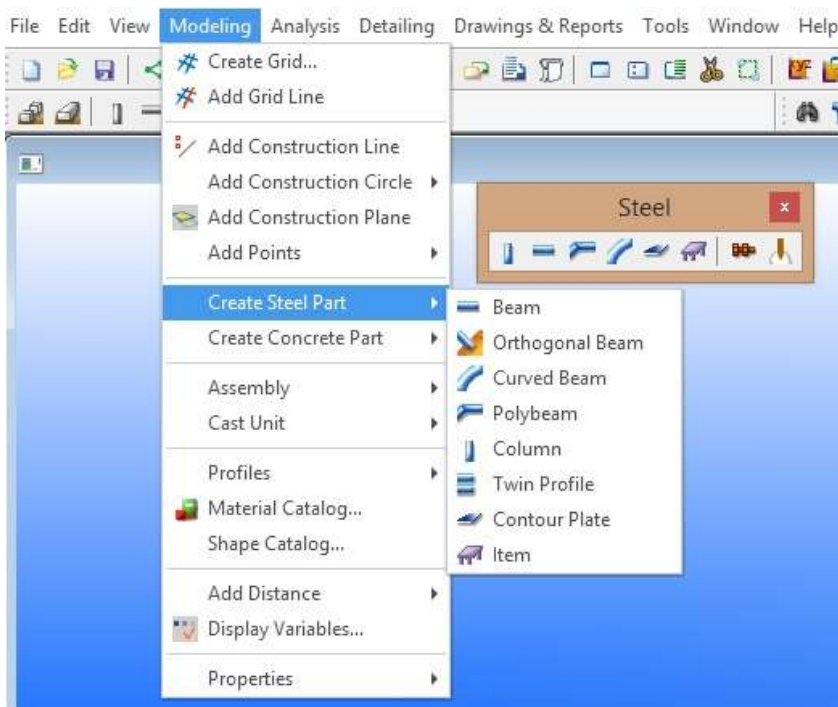 File Edit View Modeling Analysis Detailing Drawings & Reports Tools Window Help
Create Grid...
Add Grid Line
Add Construction Line
Add Construction Circle
Add Construction Plane
Add Points
Create Steel Part
Create Concrete Part
Assembly
Cast Unit
Profiles
Material Catalog...
Shape Catalog...
Add Distance
Display Variables...
Properties
Steel
Beam
Orthogonal Beam
Curved Beam
Polybeam
Column
Twin Profile
Contour Plate
Item